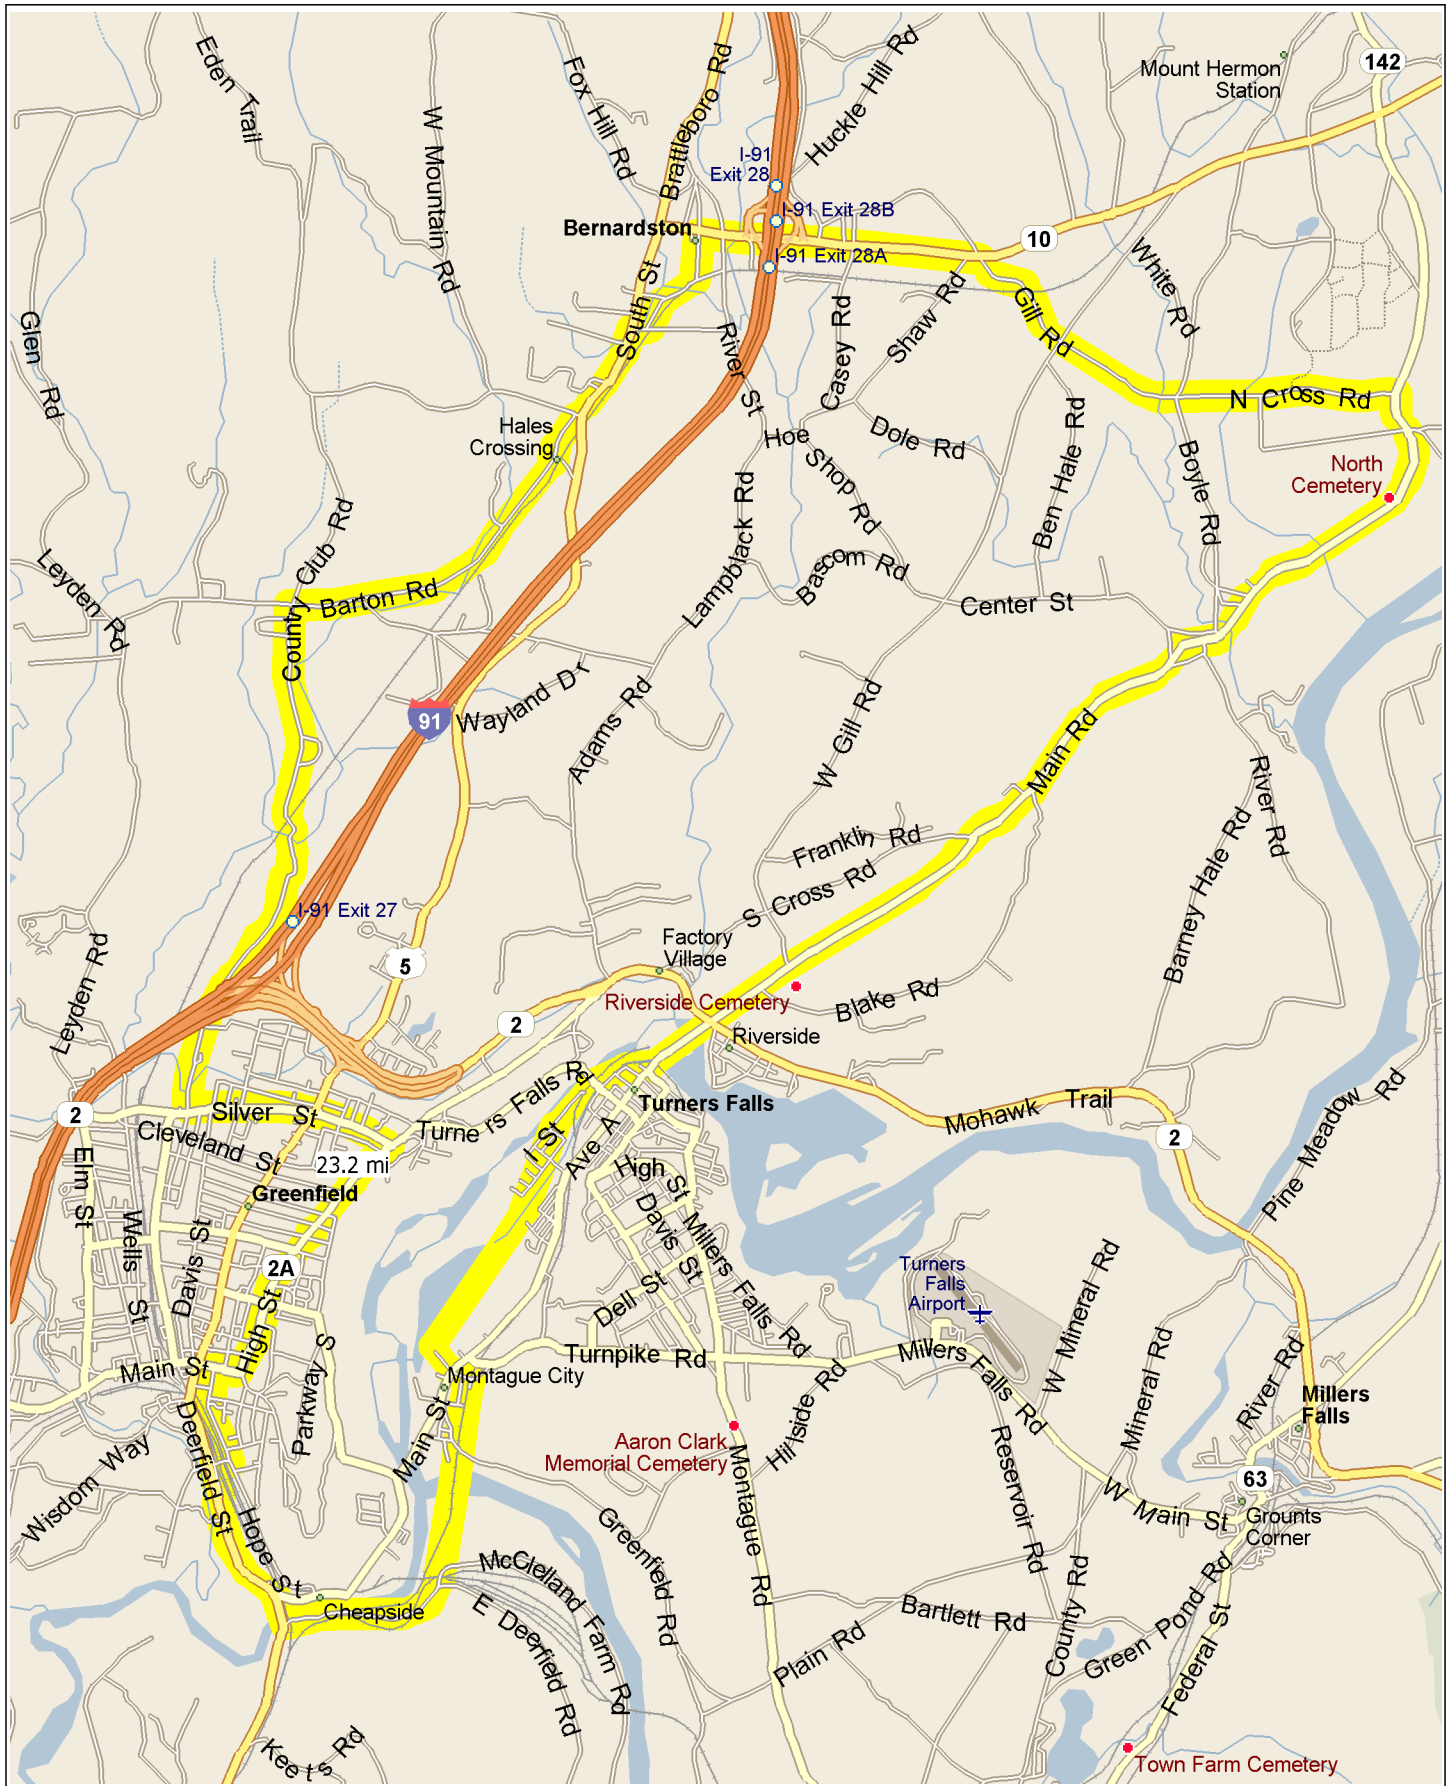 Eden Trail
Fox Hill Rd
Brattleboro Rd
Huckle Hill Rd
Mount Hermon
Station
142
W Mountain Rd
I-91
Exit 28
I-91 Exit 28B
Bernardston
10
I-91 Exit 28A
White Rd
South St
Glen Rd
River St
Casey Rd
Shaw Rd
Gill Rd
N Cross Rd
Hales
Crossing
Hoe Shop Rd
Dole Rd
Ben Hale Rd
Boyle Rd
North
Cemetery
Country Club Rd
Lampblack Rd
Leyden Rd
Barton Rd
Bascom Rd
Center St
91
Wayland Dr
Adams Rd
W Gill Rd
Main Rd
River Rd
Franklin Rd
S Cross Rd
Barney Hale Rd
I-91 Exit 27
Leyden Rd
5
Factory
Village
Riverside Cemetery
Blake Rd
2
Riverside
Turners Falls Rd
Turners Falls
Mohawk Trail
2
Pine Meadow Rd
2
Silver St
Cleveland St
23.2 mi
I St
Ave A
Elm St
Greenfield
High St
Wells St
Davis St
Davis St
Millers Falls Rd
2A
Turners
Falls
Airport
W Mineral Rd
Dell St
High St
Parkway S
Main St
Turnpike Rd
Millers Falls Rd
Mineral Rd
River Rd
Montague City
Millers
Falls
Main St
Hillside Rd
Deerfield St
Wisdom Way
Aaron Clark
Memorial Cemetery
Montague Rd
Reservoir Rd
63
W Main St
Grounts
Corner
Hope St
Greenfield Rd
McClelland Farm Rd
Cheapside
E Deerfield Rd
Bartlett Rd
County Rd
Green Pond Rd
Plain Rd
Federal St
Keets Rd
Town Farm Cemetery